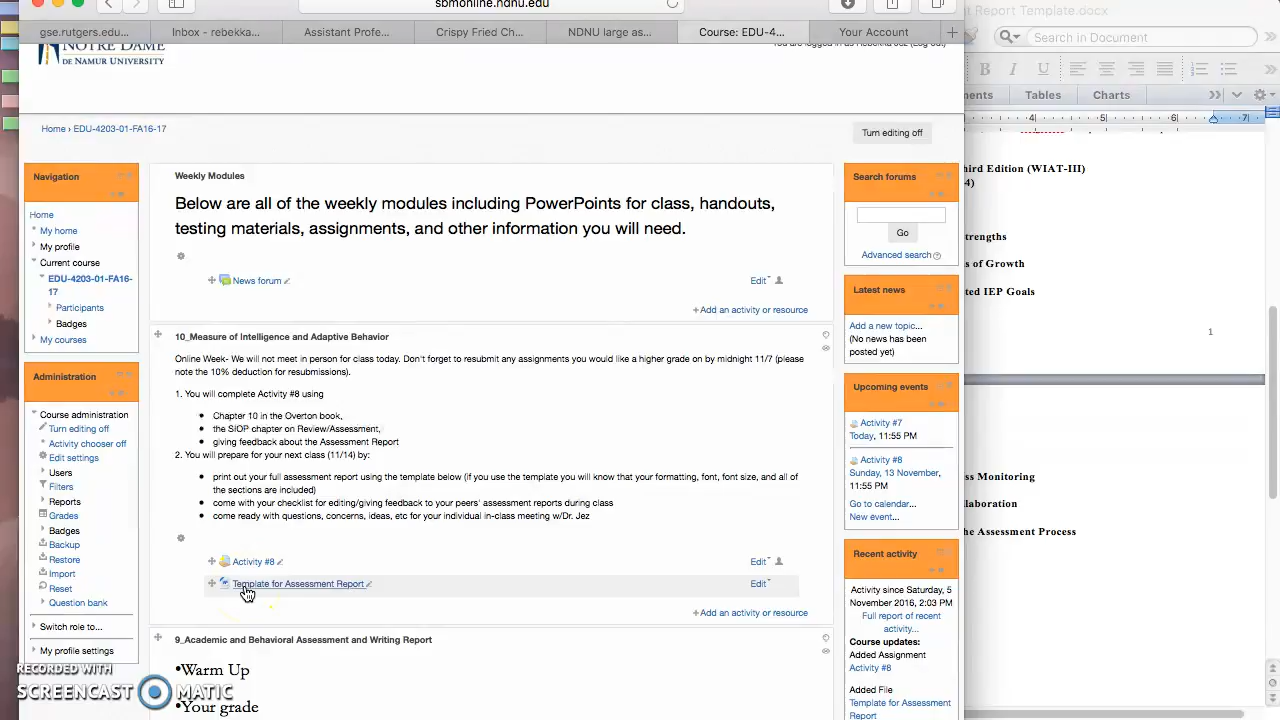 sbmonline.ndnu.edu
Report Template.docx
gse.rutgers.edu...
Inbox - rebekka...
Assistant Profe...
Crispy Fried Ch...
NDNU large as...
Course: EDU-4...
Your Account
Search in Document
Tables
Charts
NOTRE DAME
DE NAMUR UNIVERSITY
Home › EDU-4203-01-FA16-17
Turn editing off
Navigation
Home
My home
My profile
Current course
EDU-4203-01-FA16-
17
Participants
Badges
My courses
Administration
Course administration
Turn editing off
Activity chooser off
Edit settings
Users
Filters
Reports
Grades
Badges
Backup
Restore
Import
Reset
Question bank
Switch role to...
My profile settings
Weekly Modules
Below are all of the weekly modules including PowerPoints for class, handouts,
testing materials, assignments, and other information you will need.
News forum
Edit
+Add an activity or resource
10_Measure of Intelligence and Adaptive Behavior
Online Week- We will not meet in person for class today. Don't forget to resubmit any assignments you would like a higher grade on by midnight 11/7 (please
note the 10% deduction for resubmissions).
1. You will complete Activity #8 using
• Chapter 10 in the Overton book,
• the SIOP chapter on Review/Assessment,
• giving feedback about the Assessment Report
2. You will prepare for your next class (11/14) by:
• print out your full assessment report using the template below (if you use the template you will know that your formatting, font, font size, and all of
the sections are included)
• come with your checklist for editing/giving feedback to your peers' assessment reports during class
• come ready with questions, concerns, ideas, etc for your individual in-class meeting w/Dr. Jez
Activity #8
Edit
Template for Assessment Report
Edit
+Add an activity or resource
9_Academic and Behavioral Assessment and Writing Report
•Warm Up
•Your grade
Search forums
Go
Advanced search
Latest news
Add a new topic...
(No news has been
posted yet)
Upcoming events
Activity #7
Today, 11:55 PM
Activity #8
Sunday, 13 November,
11:55 PM
Go to calendar...
New event...
Recent activity
Activity since Saturday, 5
November 2016, 2:03 PM
Full report of recent
activity...
Course updates:
Added Assignment
Activity #8
Added File
Template for Assessment
Report
4 5 6 7
hird Edition (WIAT-III)
4)
trengths
s of Growth
ted IEP Goals
1
ss Monitoring
llaboration
he Assessment Process
RECORDED WITH
SCREENCAST MATIC